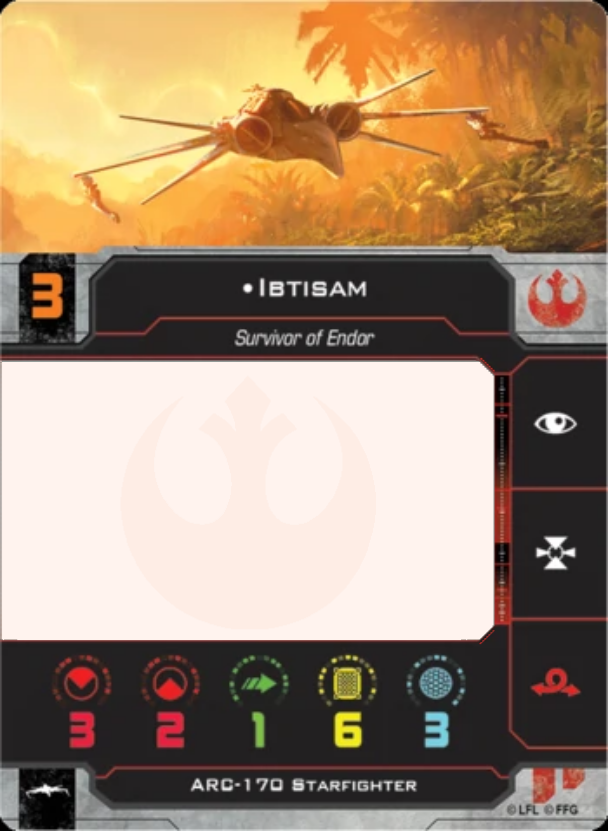 3
•Ibtisam
Survivor of Endor
3 2 1 6 3
ARC-170 Starfighter
©LFL ©FFG